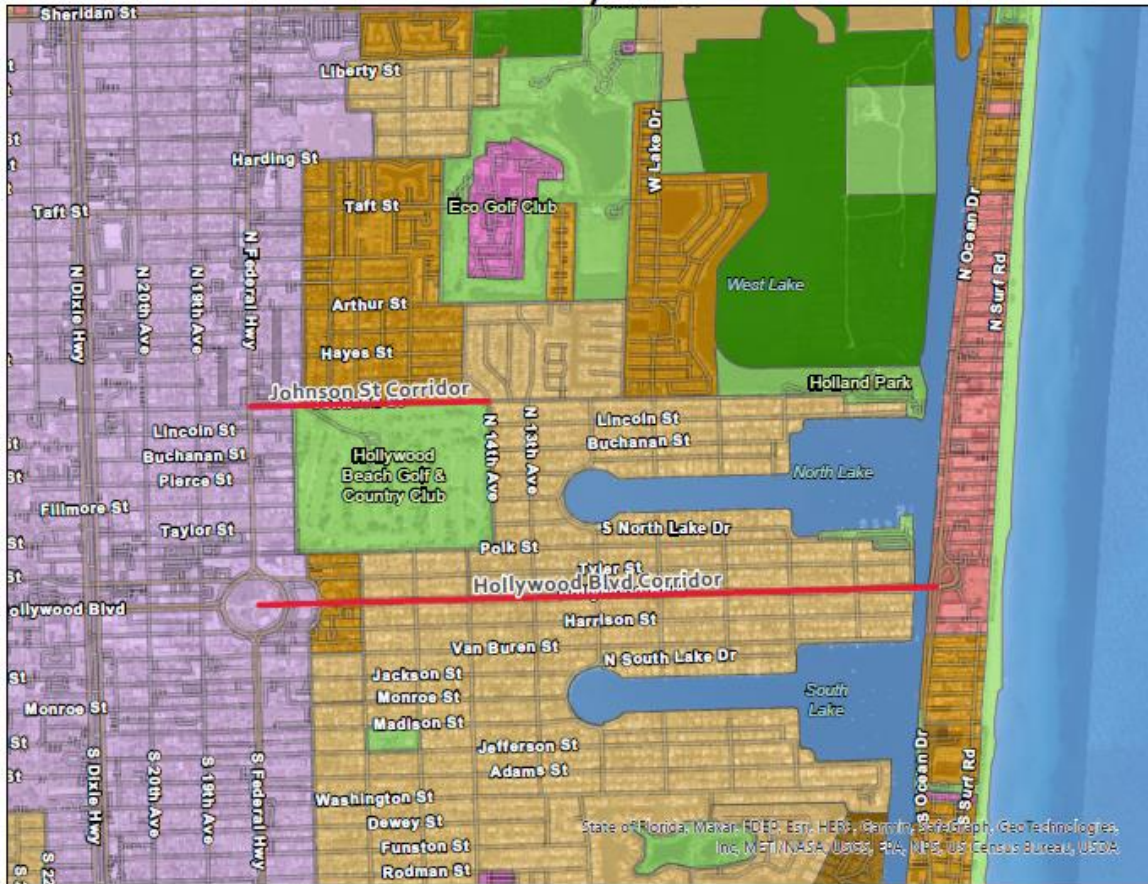 Sheridan St
Liberty St
Harding St
Taft St
Taft St
Eco Golf Club
W Lake Dr
N Ocean Dr
N Surf Rd
West Lake
N Dixie Hwy
N 20th Ave
N 19th Ave
N Federal Hwy
Arthur St
Hayes St
Holland Park
Johnson St Corridor
Lincoln St
Buchanan St
Pierce St
Fillmore St
Taylor St
Hollywood
Beach Golf &
Country Club
N 14th Ave
N 13th Ave
Lincoln St
Buchanan St
North Lake
S North Lake Dr
Polk St
Tyler St
Hollywood Blvd Corridor
ollywood Blvd
Harrison St
Van Buren St
N South Lake Dr
Jackson St
Monroe St
Madison St
Monroe St
South
Lake
Jefferson St
Adams St
S Dixie Hwy
S 20th Ave
S 19th Ave
S Federal Hwy
S Ocean Dr
S Surf Rd
Washington St
Dewey St
Funston St
Rodman St
S 22
State of Florida, Maxar, FDEP, Esri, HERE, Garmin, SafeGraph, GeoTechnologies,
Inc, METI/NASA, USGS, EPA, NPS, US Census Bureau, USDA